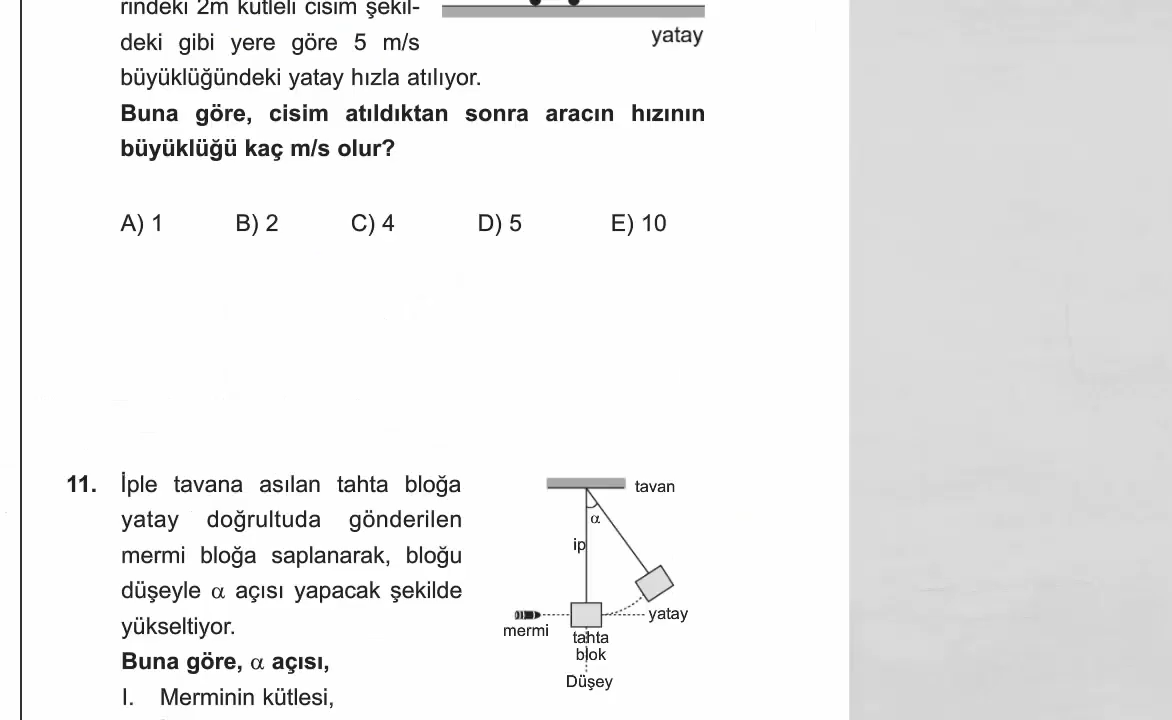 rindeki 2m kütleli cisim şekil-
deki gibi yere göre 5 m/s
yatay
büyüklüğündeki yatay hızla atılıyor.
Buna göre, cisim atıldıktan sonra aracın hızının
büyüklüğü kaç m/s olur?
A) 1 B) 2 C) 4 D) 5 E) 10
11. İple tavana asılan tahta bloğa
yatay doğrultuda gönderilen
mermi bloğa saplanarak, bloğu
düşeyle α açısı yapacak şekilde
yükseltiyor.
Buna göre, α açısı,
I. Merminin kütlesi,
tavan
α
ip
yatay
mermi
tahta
blok
Düşey